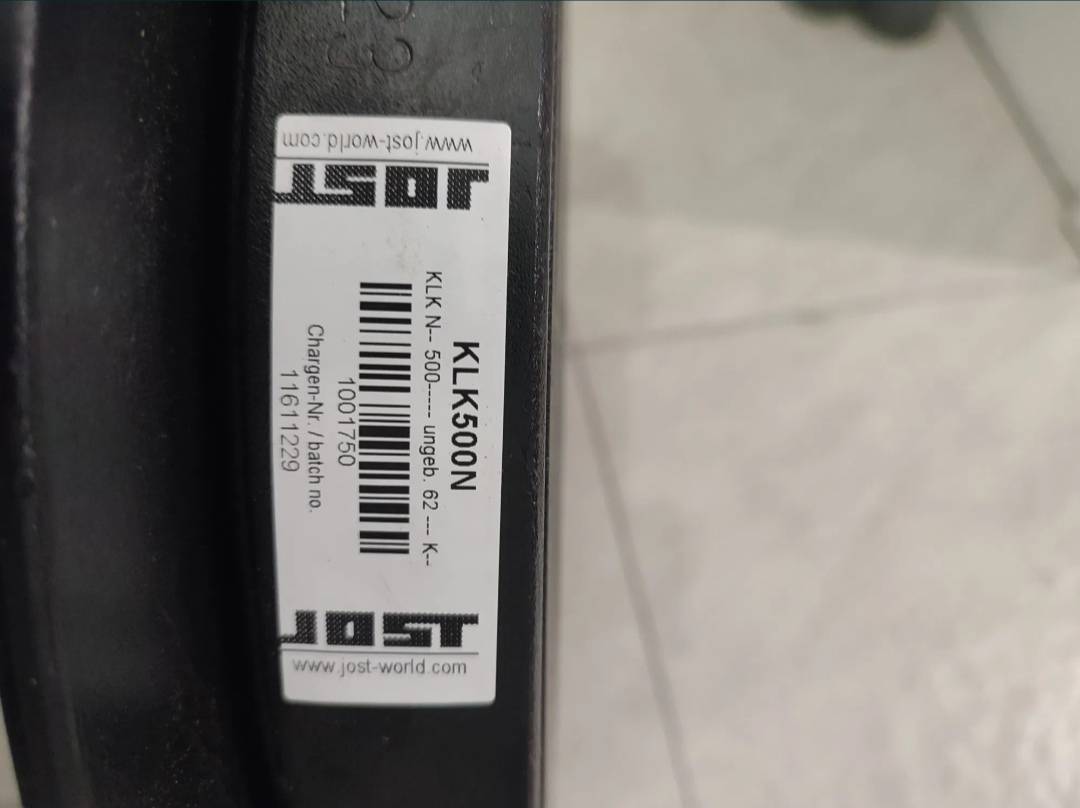 www.jost-world.com
JOST
KLK500N
KLK N-- 500----- ungeb. 62 --- K--
1001750
Chargen-Nr. / batch no.
11611229
JOST
www.jost-world.com